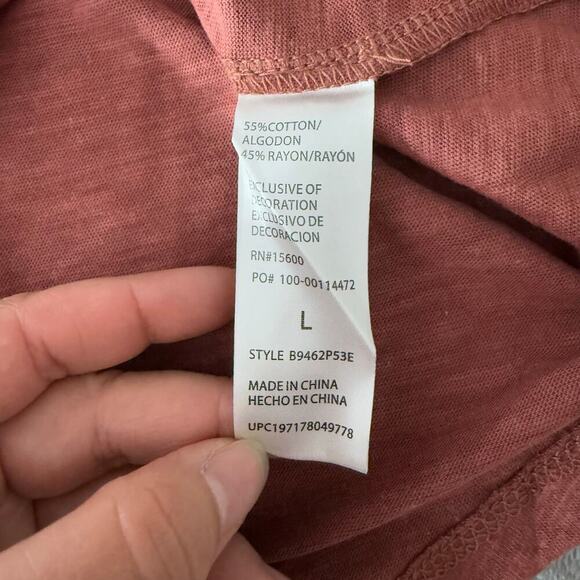 55%COTTON/
ALGODON
45% RAYON/RAYÓN
EXCLUSIVE OF
DECORATION
EXCLUSIVO DE
DECORACION
RN#15600
PO# 100-00114472
L
STYLE B9462P53E
MADE IN CHINA
HECHO EN CHINA
UPC197178049778